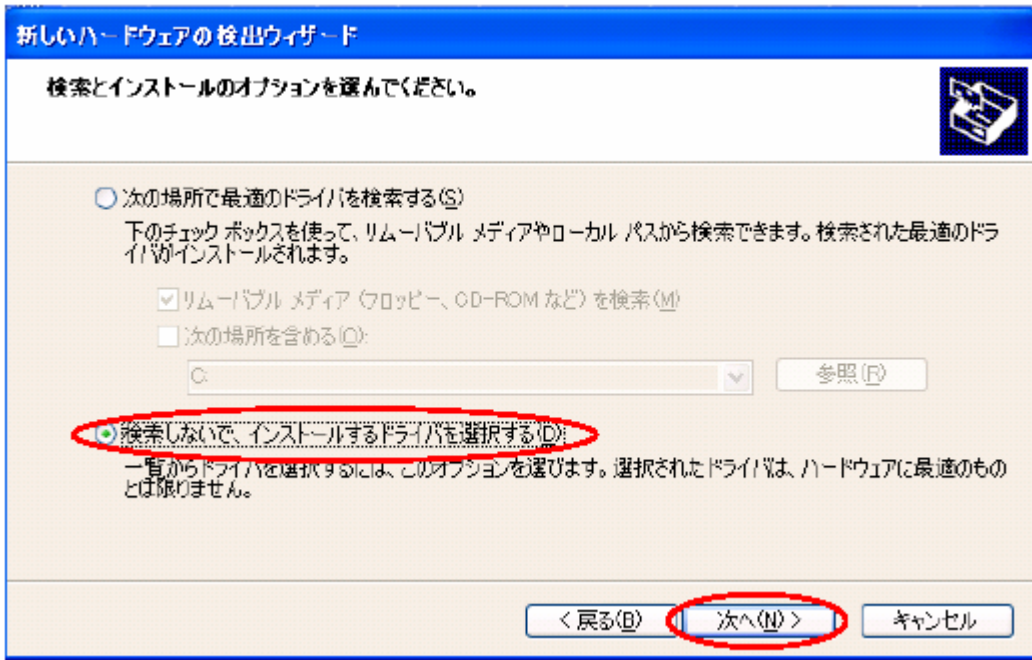 新しいハードウェアの検出ウィザード
検索とインストールのオプションを選んでください。
次の場所で最適のドライバを検索する(S)
下のチェック ボックスを使って、リムーバブル メディアやローカル パスから検索できます。検索された最適のドラ
イバがインストールされます。
リムーバブル メディア (フロッピー、CD-ROM など) を検索(M)
次の場所を含める(O):
C:
参照(R)
検索しないで、インストールするドライバを選択する(D)
一覧からドライバを選択するには、このオプションを選びます。選択されたドライバは、ハードウェアに最適のもの
とは限りません。
< 戻る(B)
次へ(N) >
キャンセル